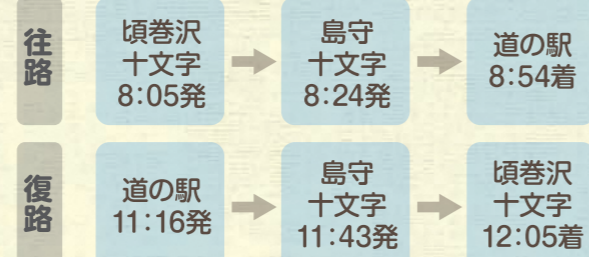 往路
頃巻沢
十文字
8:05発
島守
十文字
8:24発
道の駅
8:54着
復路
道の駅
11:16発
島守
十文字
11:43発
頃巻沢
十文字
12:05着